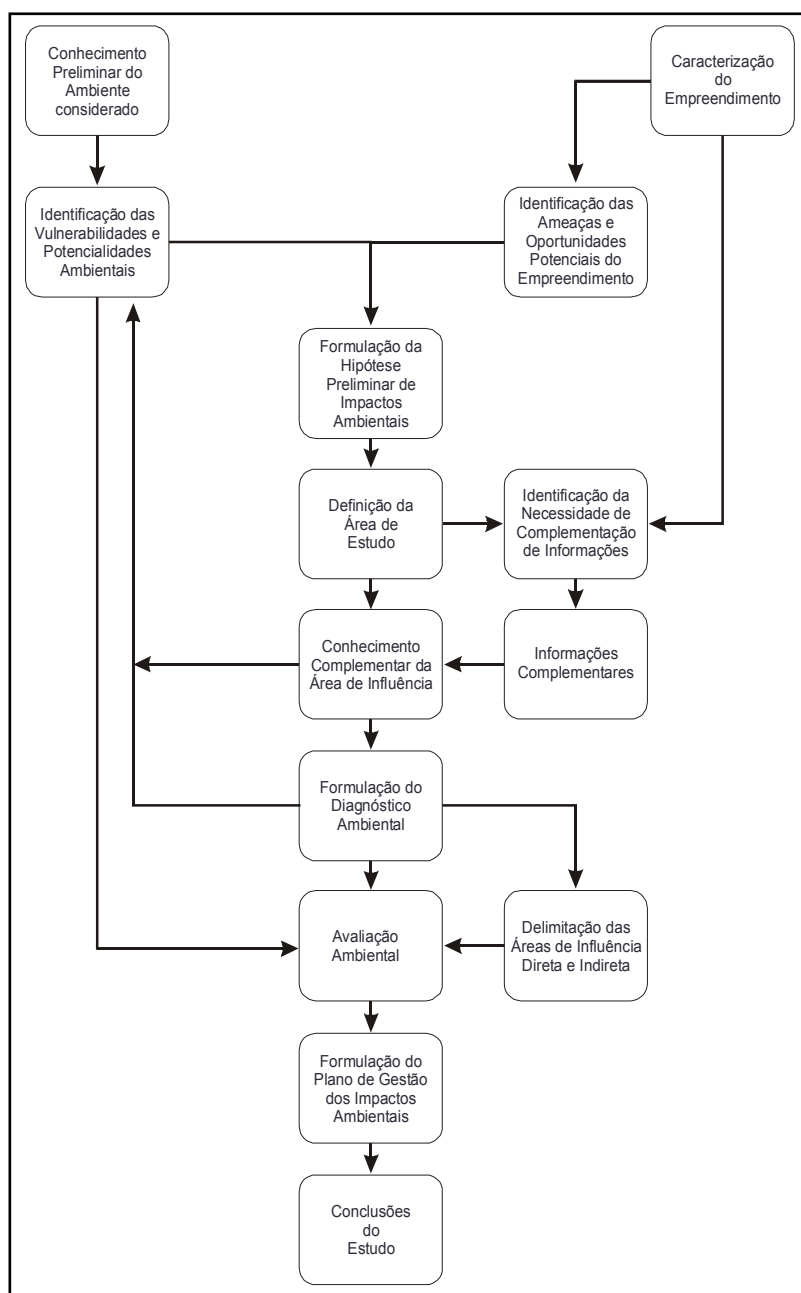 Conhecimento
Preliminar do
Ambiente
considerado
Caracterização
do
Empreendimento
Identificação das
Vulnerabilidades e
Potencialidades
Ambientais
Identificação das
Ameaças e
Oportunidades
Potenciais do
Empreendimento
Formulação da
Hipótese
Preliminar de
Impactos
Ambientais
Definição da
Área de
Estudo
Identificação da
Necessidade de
Complementação
de Informações
Conhecimento
Complementar da
Área de Influência
Informações
Complementares
Formulação do
Diagnóstico
Ambiental
Avaliação
Ambiental
Delimitação das
Áreas de Influência
Direta e Indireta
Formulação do
Plano de Gestão
dos Impactos
Ambientais
Conclusões
do
Estudo